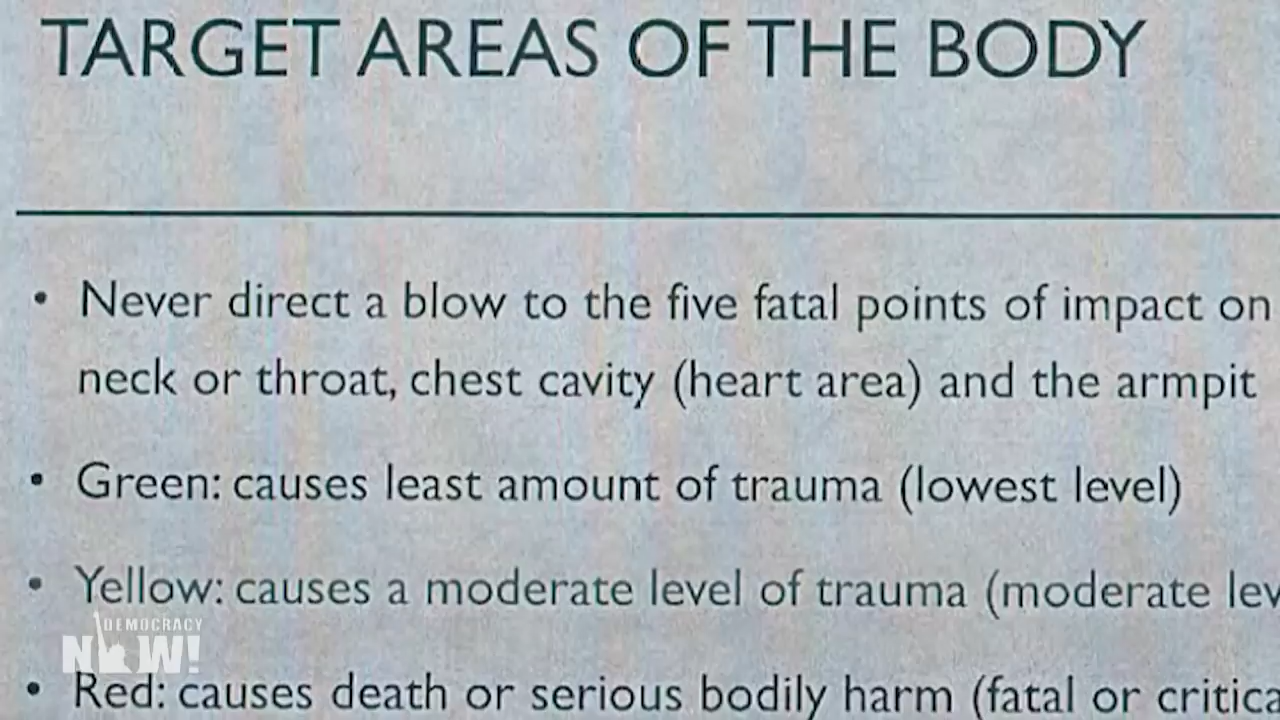 TARGET AREAS OF THE BODY
• Never direct a blow to the five fatal points of impact on
neck or throat, chest cavity (heart area) and the armpit
• Green: causes least amount of trauma (lowest level)
• Yellow: causes a moderate level of trauma (moderate lev
DEMOCRACY
NOW!
• Red: causes death or serious bodily harm (fatal or critica